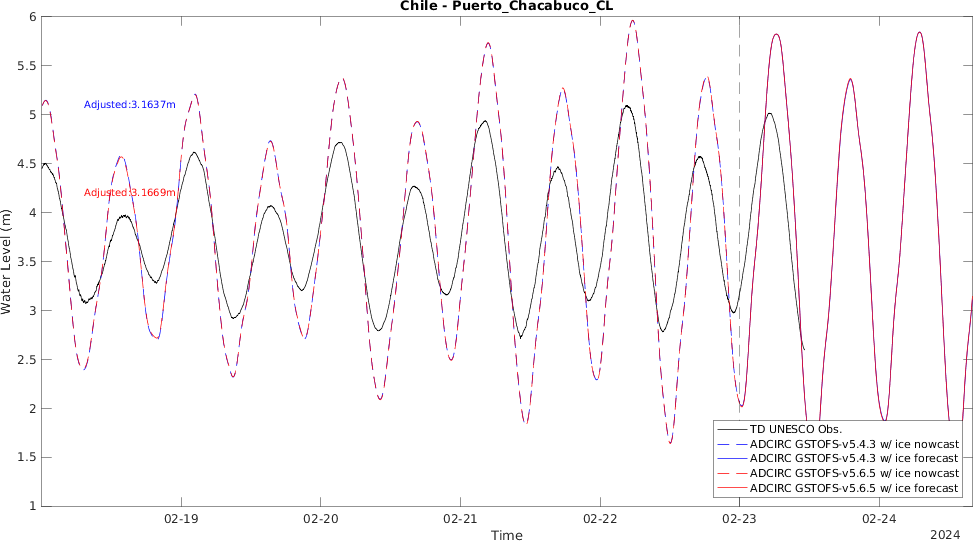 Chile - Puerto_Chacabuco_CL
6
5.5
5
4.5
4
3.5
3
2.5
2
1.5
1
Water Level (m)
Adjusted:3.1637m
Adjusted:3.1669m
TD UNESCO Obs.
ADCIRC GSTOFS-v5.4.3 w/ ice nowcast
ADCIRC GSTOFS-v5.4.3 w/ ice forecast
ADCIRC GSTOFS-v5.6.5 w/ ice nowcast
ADCIRC GSTOFS-v5.6.5 w/ ice forecast
02-19 02-20 02-21 02-22 02-23 02-24
Time
2024